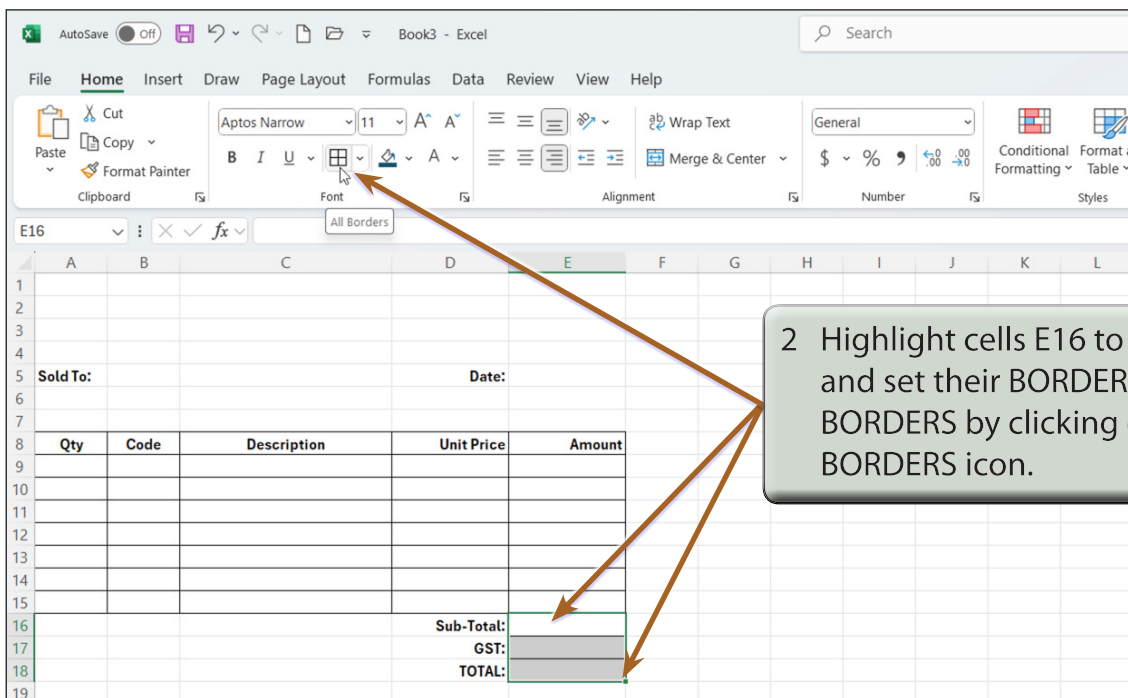 AutoSave Off Book3 - Excel Search
File Home Insert Draw Page Layout Formulas Data Review View Help
Paste
Cut
Copy
Format Painter
Clipboard
Aptos Narrow 11 A A
B I U A
Font
Wrap Text
Merge & Center
Alignment
General
$ % 9 .00 .00
Number
Conditional
Formatting
Format
Table
Styles
All Borders
E16 fx
A B C D E F G H I J K L
1
2
3
4
5 Sold To: Date:
6
7
8 Qty Code Description Unit Price Amount
9
10
11
12
13
14
15
16 Sub-Total:
17 GST:
18 TOTAL:
19
2 Highlight cells E16 to
and set their BORDER
BORDERS by clicking
BORDERS icon.